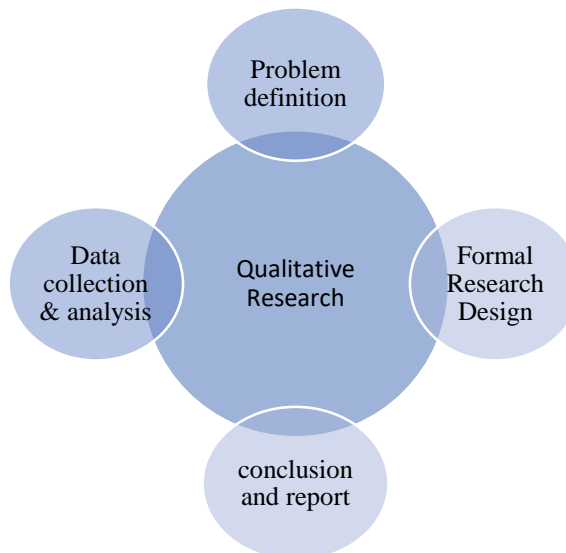 Problem
definition
Data
collection
& analysis
Qualitative
Research
Formal
Research
Design
conclusion
and report